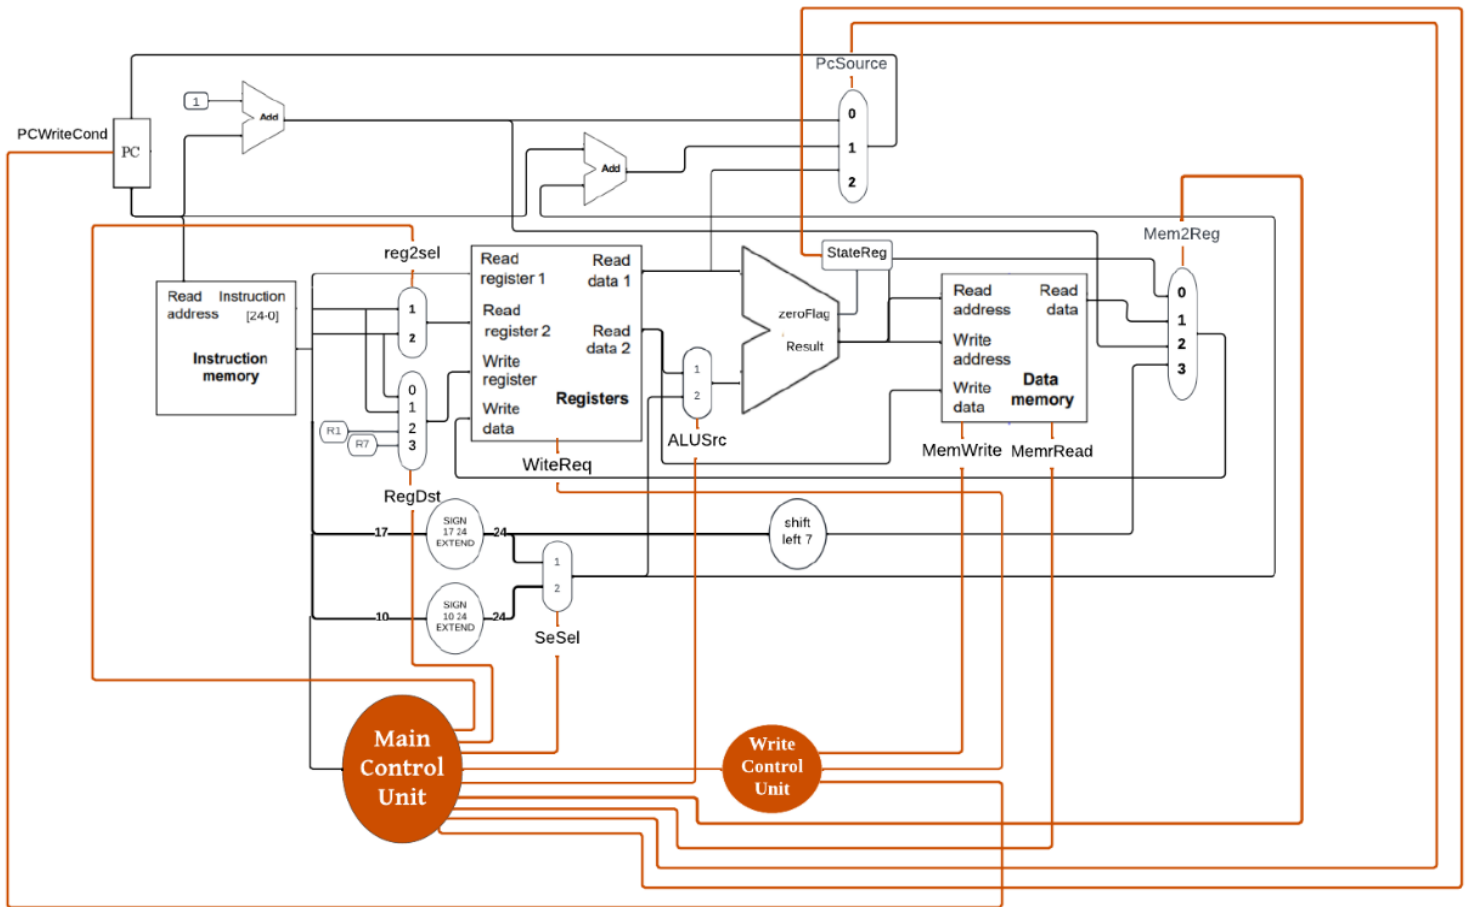 PcSource
1
Add
0
PCWriteCond
PC
1
Add
2
Mem2Reg
reg2sel
StateReg
Read
register 1
Read
data 1
Read
address
Instruction
[24-0]
Instruction
memory
1
2
Read
register 2
Read
data 2
Write
register
Write
data
Registers
zeroFlag
Result
Read
address
Read
data
Write
address
Write
data
Data
memory
0
1
2
3
0
1
2
3
R1
R7
1
2
ALUSrc
WiteReq
MemWrite
MemrRead
RegDst
17
SIGN
17 24
EXTEND
24
shift
left 7
1
2
10
SIGN
10 24
EXTEND
24
SeSel
Main
Control
Unit
Write
Control
Unit